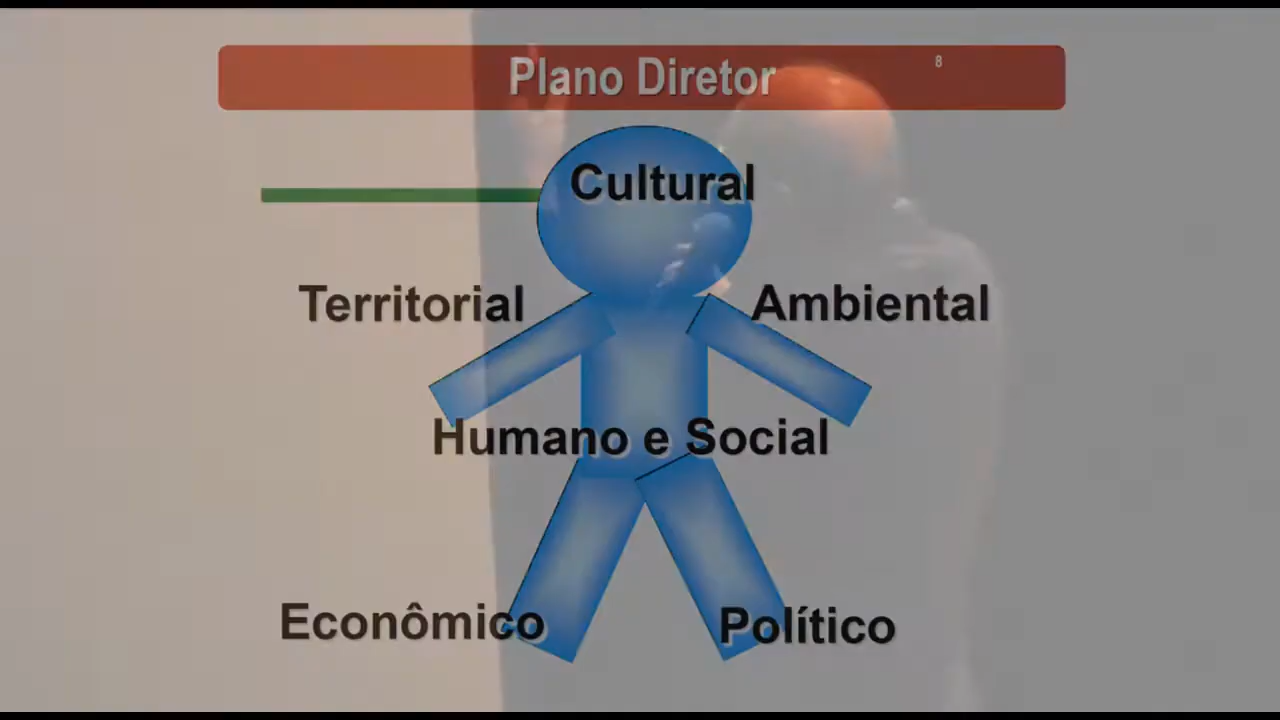 Plano Diretor
8
Cultural
Territorial
Ambiental
Humano e Social
Econômico
Político